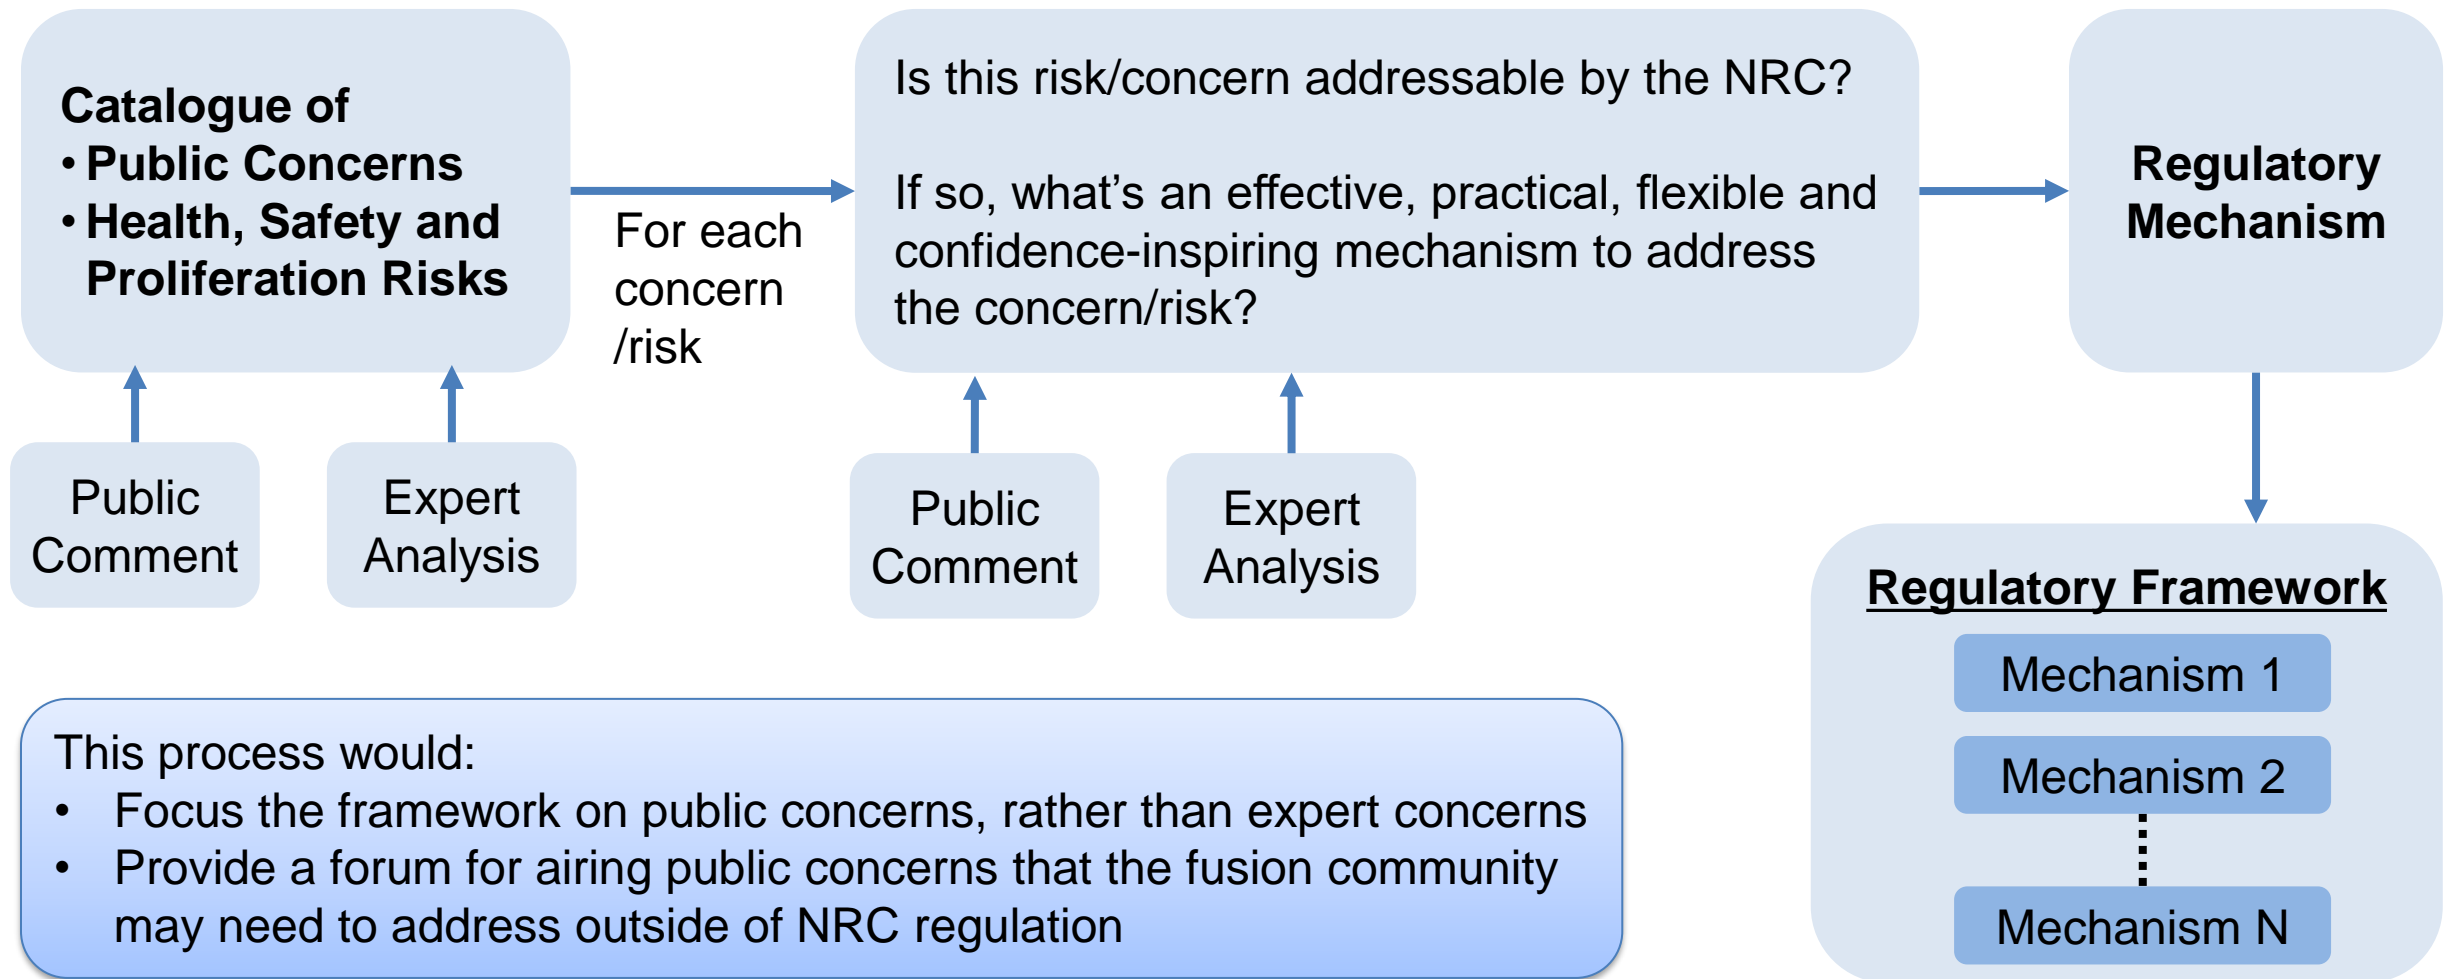 Catalogue of
• Public Concerns
• Health, Safety and
Proliferation Risks
For each
concern
/risk
Is this risk/concern addressable by the NRC?
If so, what’s an effective, practical, flexible and
confidence-inspiring mechanism to address
the concern/risk?
Regulatory
Mechanism
Public
Comment
Expert
Analysis
Public
Comment
Expert
Analysis
Regulatory Framework
Mechanism 1
Mechanism 2
Mechanism N
This process would:
• Focus the framework on public concerns, rather than expert concerns
• Provide a forum for airing public concerns that the fusion community
may need to address outside of NRC regulation